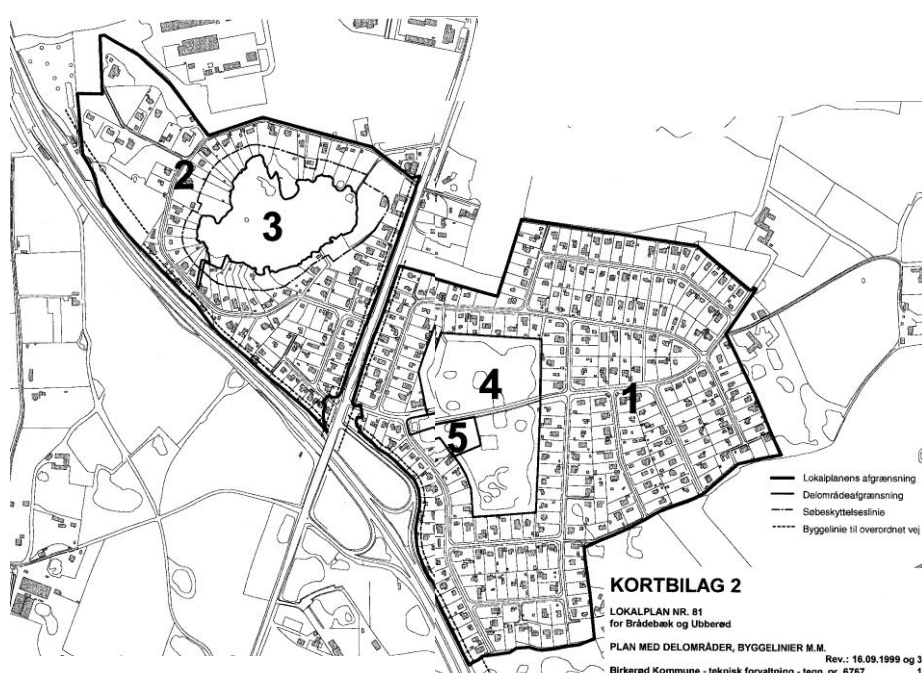 2
3
4
1
5
Lokalplanens afgrænsning
Delområdeafgrænsning
Søbeskyttelseslinie
Byggelinie til overordnet vej
KORTBILAG 2
LOKALPLAN NR. 81
for Brådebæk og Ubberød
PLAN MED DELOMRÅDER, BYGGELINIER M.M.
Rev.: 16.09.1999 og 3
Birkerød Kommune - teknisk forvaltning - tegn. nr. 6767
1